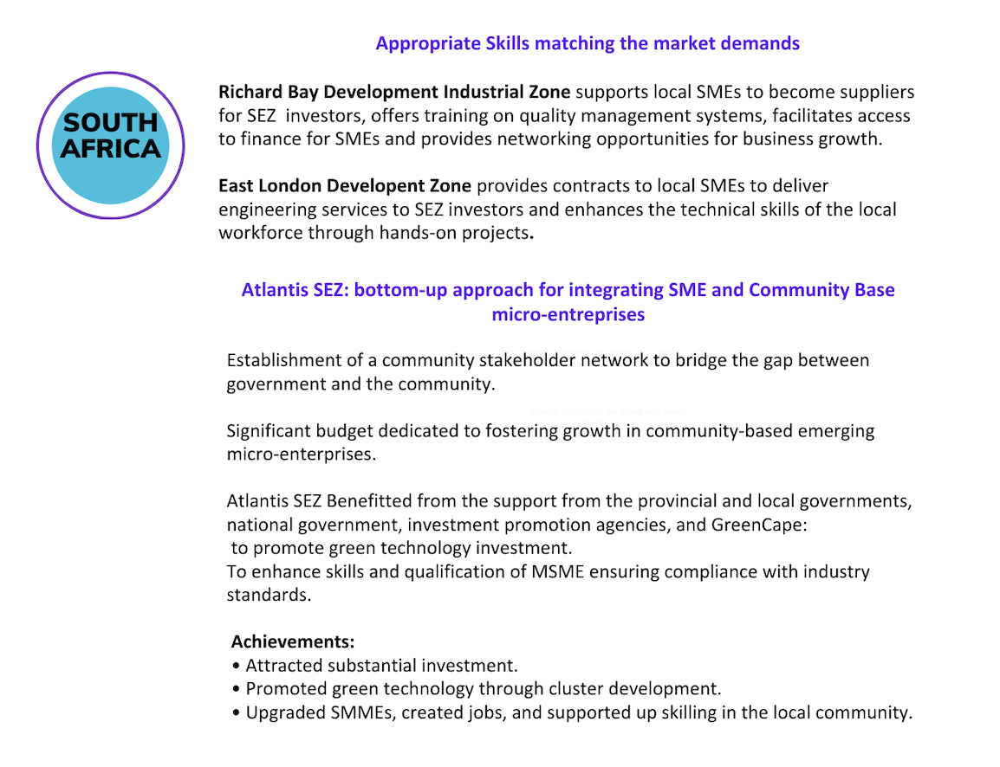 Appropriate Skills matching the market demands
SOUTH
AFRICA
Richard Bay Development Industrial Zone supports local SMEs to become suppliers
for SEZ  investors, offers training on quality management systems, facilitates access
to finance for SMEs and provides networking opportunities for business growth.
East London Developent Zone provides contracts to local SMEs to deliver
engineering services to SEZ investors and enhances the technical skills of the local
workforce through hands-on projects.
Atlantis SEZ: bottom-up approach for integrating SME and Community Base
micro-entreprises
Establishment of a community stakeholder network to bridge the gap between
government and the community.
Significant budget dedicated to fostering growth in community-based emerging
micro-enterprises.
Atlantis SEZ Benefitted from the support from the provincial and local governments,
national government, investment promotion agencies, and GreenCape:
to promote green technology investment.
To enhance skills and qualification of MSME ensuring compliance with industry
standards.
Achievements:
• Attracted substantial investment.
• Promoted green technology through cluster development.
• Upgraded SMMEs, created jobs, and supported up skilling in the local community.